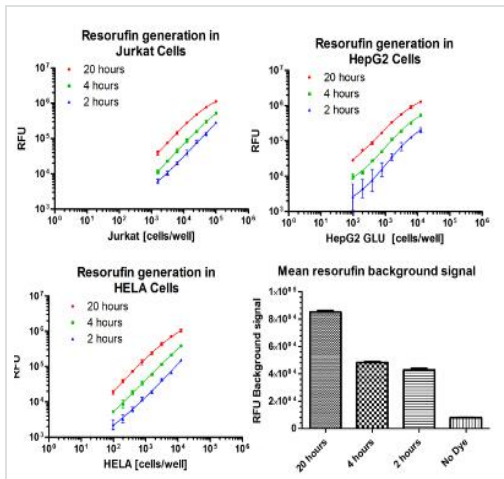 Resorufin generation in
Jurkat Cells
20 hours
4 hours
2 hours
10⁷
10⁶
10⁵
10⁴
10³
RFU
10⁰ 10¹ 10² 10³ 10⁴ 10⁵ 10⁶
Jurkat [cells/well]
Resorufin generation in
HepG2 Cells
20 hours
4 hours
2 hours
10⁷
10⁶
10⁵
10⁴
10³
RFU
10⁰ 10¹ 10² 10³ 10⁴ 10⁵
HepG2 GLU [cells/well]
Resorufin generation in
HELA Cells
20 hours
4 hours
2 hours
10⁷
10⁶
10⁵
10⁴
10³
RFU
10⁰ 10¹ 10² 10³ 10⁴ 10⁵
HELA [cells/well]
Mean resorufin background signal
RFU Background signal
0
20 hours
4 hours
2 hours
No Dye